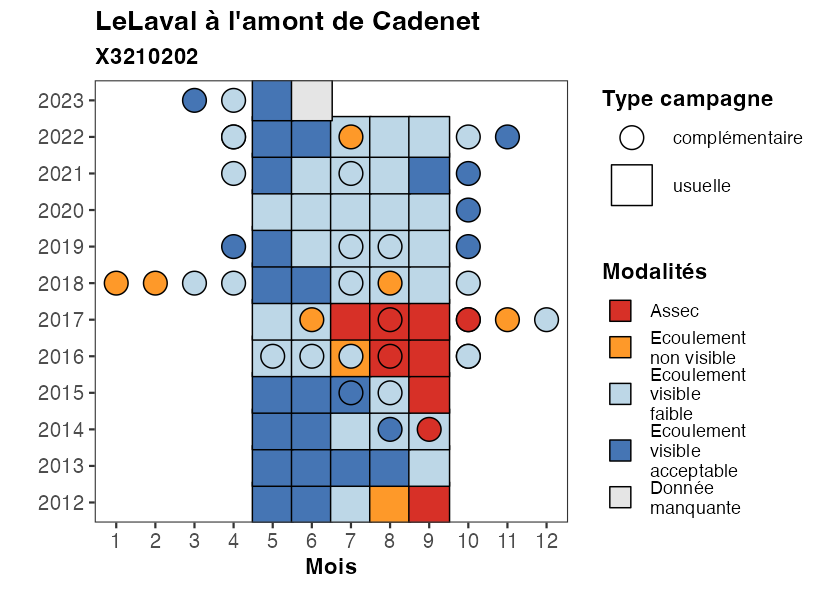 LeLaval à l'amont de Cadenet
X3210202
2023
2022
2021
2020
2019
2018
2017
2016
2015
2014
2013
2012
1 2 3 4 5 6 7 8 9 10 11 12
Mois
Type campagne
complémentaire
usuelle
Modalités
Assec
Ecoulement
non visible
Ecoulement
visible
faible
Ecoulement
visible
acceptable
Donnée
manquante